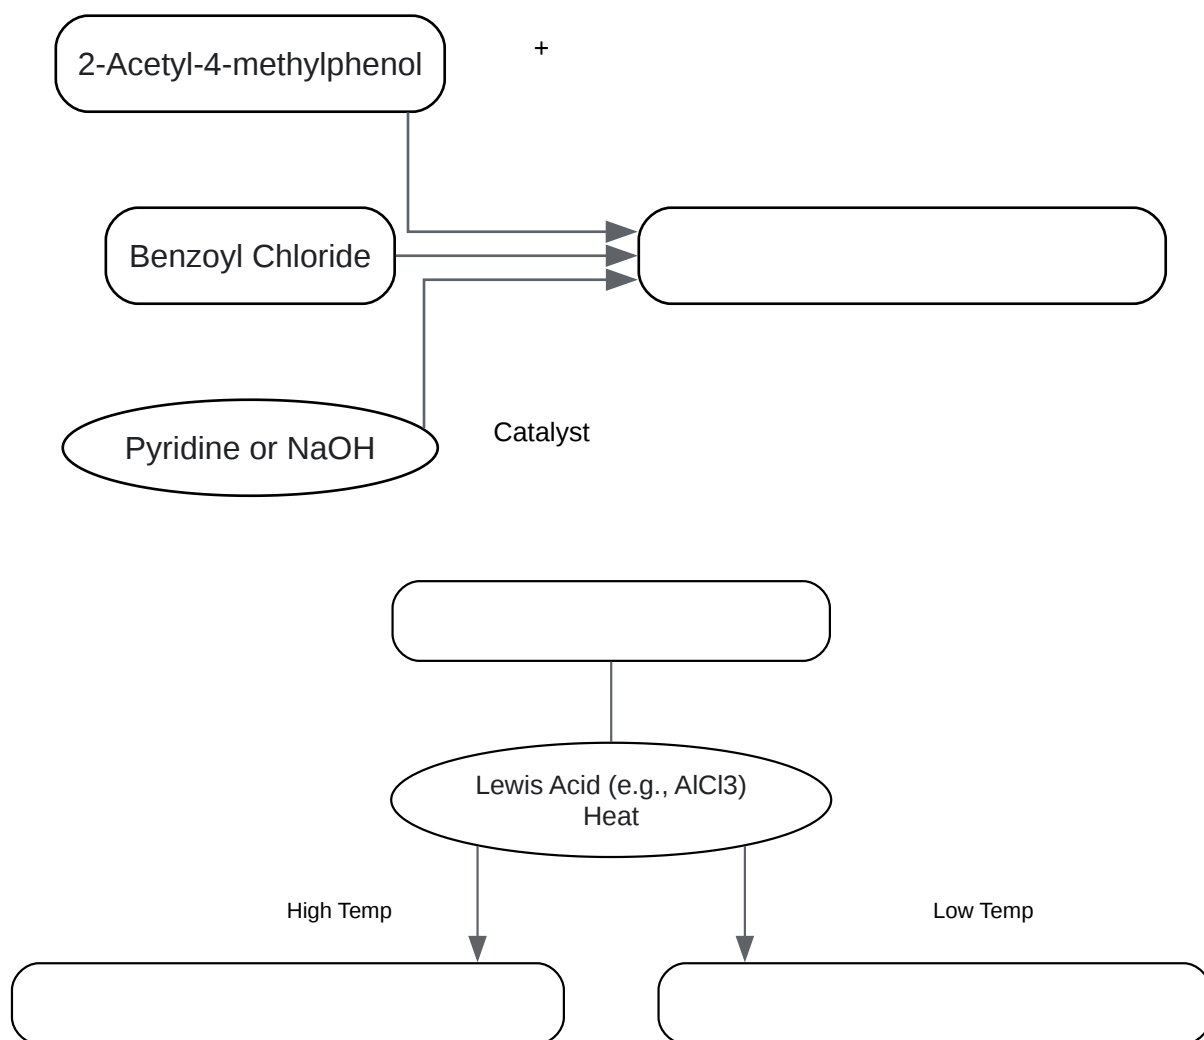 2-Acetyl-4-methylphenol
+
Benzoyl Chloride
Pyridine or NaOH
Catalyst
Lewis Acid (e.g., AlCl3)
Heat
High Temp
Low Temp